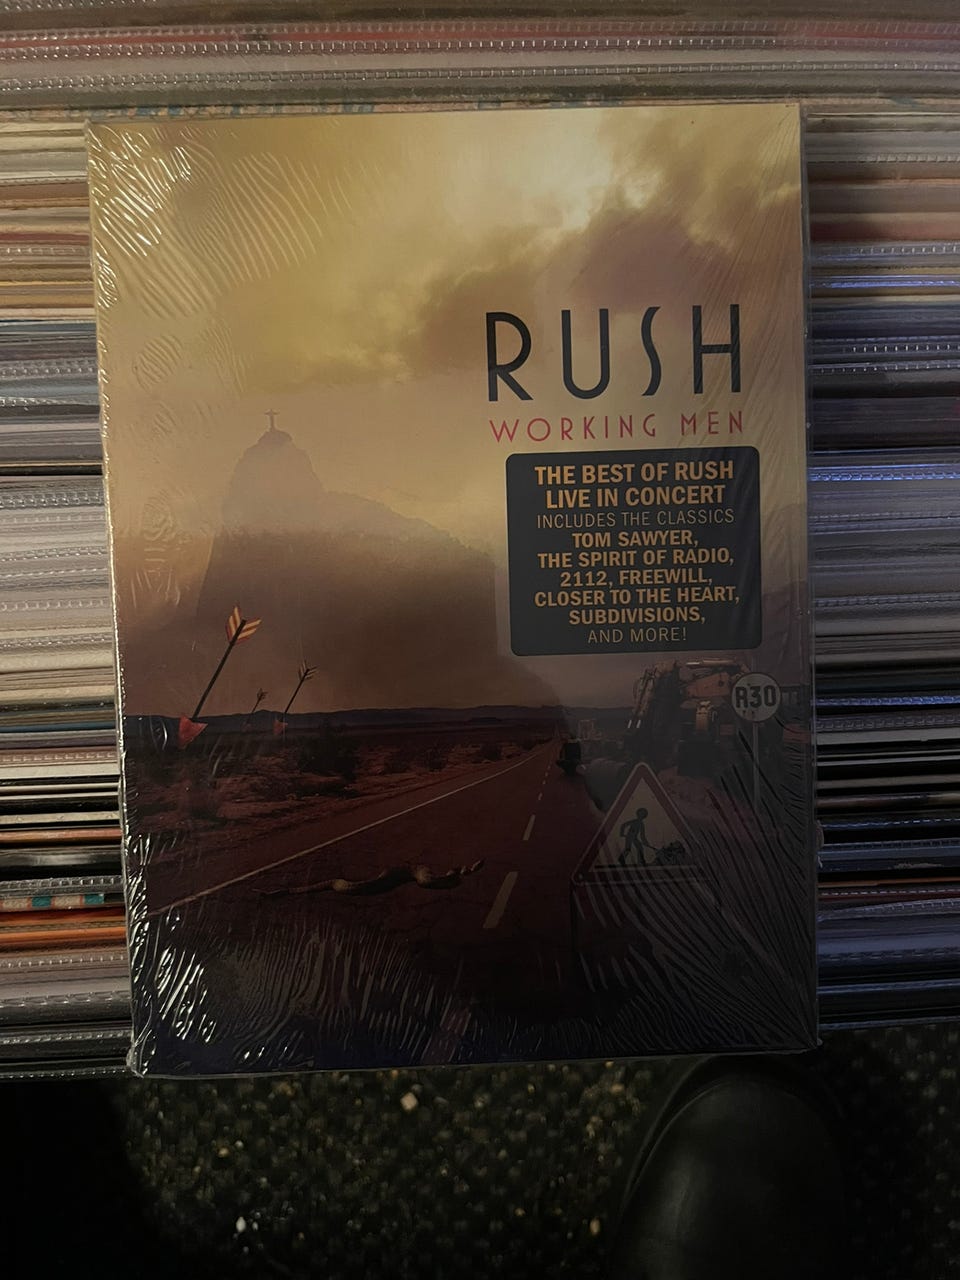 RUSH
WORKING MEN
THE BEST OF RUSH
LIVE IN CONCERT
INCLUDES THE CLASSICS
TOM SAWYER,
THE SPIRIT OF RADIO,
2112, FREEWILL,
CLOSER TO THE HEART,
SUBDIVISIONS,
AND MORE!
R30